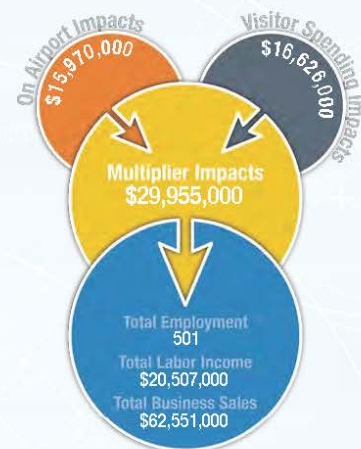 On Airport Impacts
$15,970,000
Visitor Spending Impacts
$16,626,000
Multiplier Impacts
$29,955,000
Total Employment
501
Total Labor Income
$20,507,000
Total Business Sales
$62,551,000